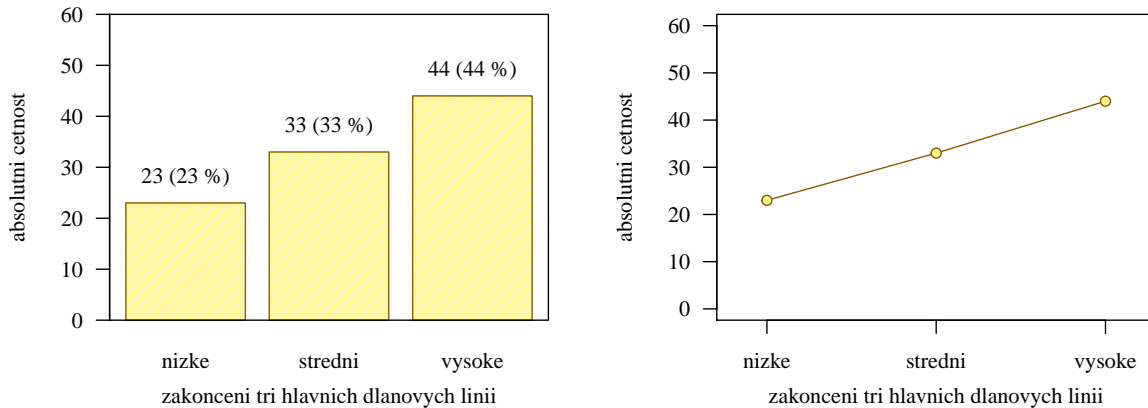 absolutni cetnost
60
50
40
30
20
10
0
23 (23 %)
33 (33 %)
44 (44 %)
nizke stredni vysoke
zakonceni tri hlavnich dlanovych linii
absolutni cetnost
60
50
40
30
20
10
0
nizke stredni vysoke
zakonceni tri hlavnich dlanovych linii